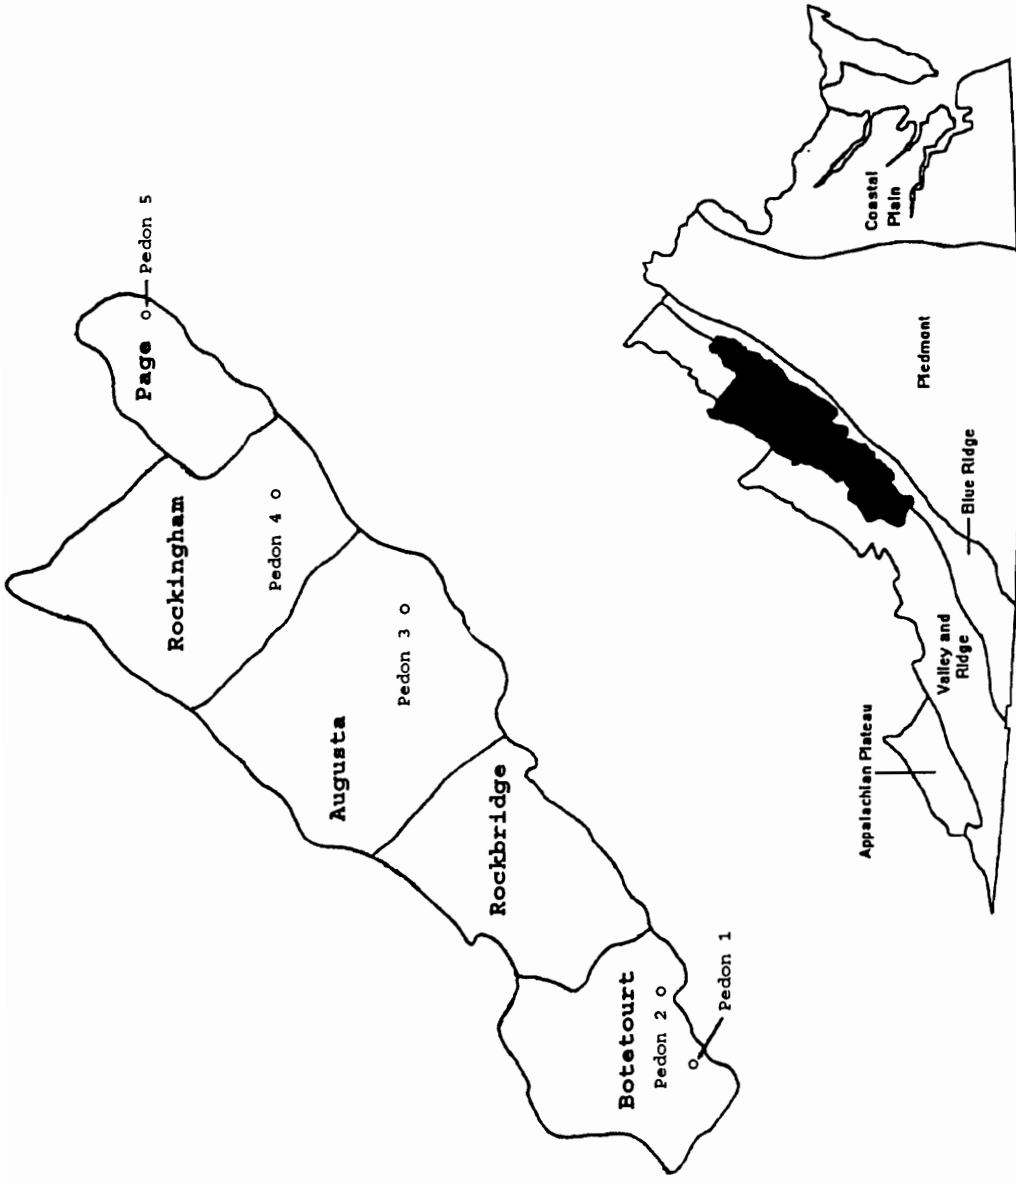 Page
Pedon 5
Rockingham
Pedon 4
Augusta
Pedon 3
Rockbridge
Botetourt
Pedon 2
Pedon 1
Coastal
Plain
Piedmont
Blue Ridge
Valley and
Ridge
Appalachian Plateau